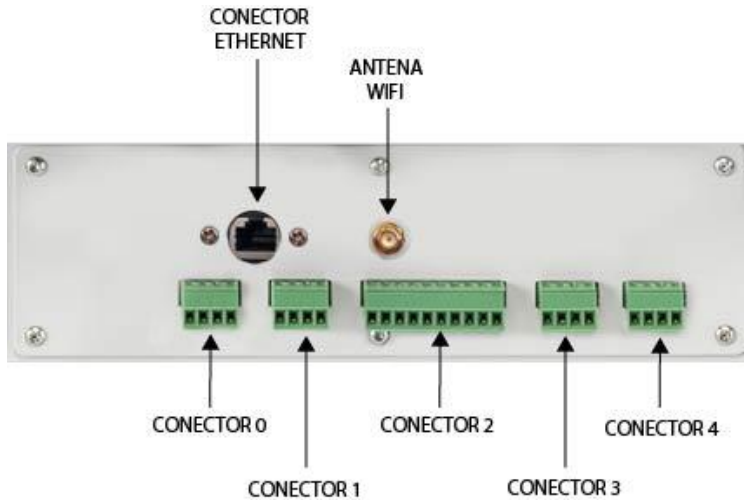 CONECTOR
ETHERNET
ANTENA
WIFI
CONECTOR 0
CONECTOR 2
CONECTOR 4
CONECTOR 1
CONECTOR 3